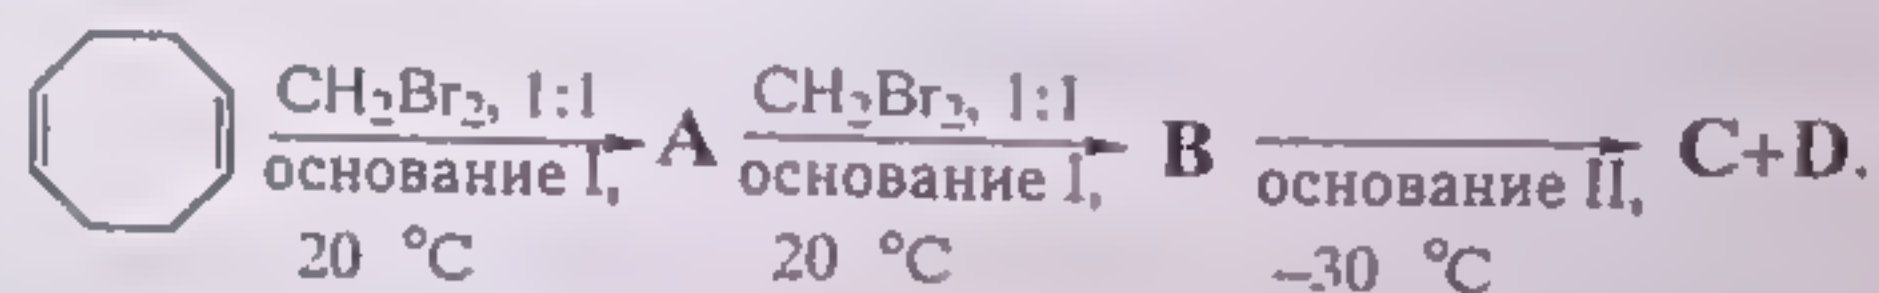 CH₂Br₂, 1:1 CH₂Br₂, 1:1
A B C+D.
основание I, основание I, основание II,
20 °C 20 °C –30 °C